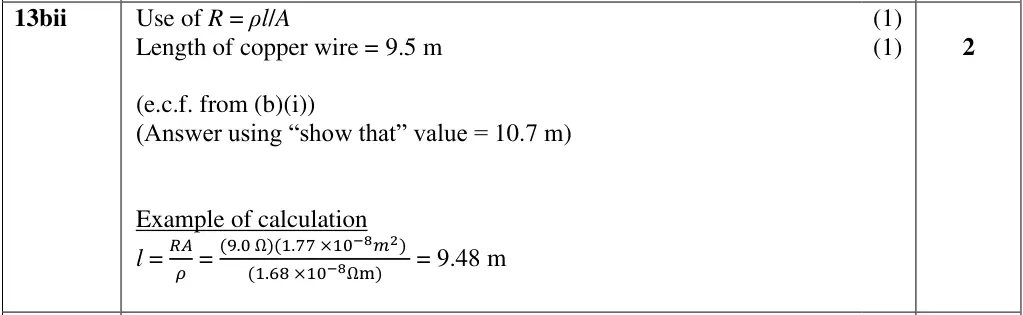 13bii
Use of R = ρl/A (1)
Length of copper wire = 9.5 m (1) 2
(e.c.f. from (b)(i))
(Answer using “show that” value = 10.7 m)
Example of calculation
l = RA/ρ = (9.0 Ω)(1.77 ×10⁻⁸m²)/(1.68 ×10⁻⁸Ωm) = 9.48 m